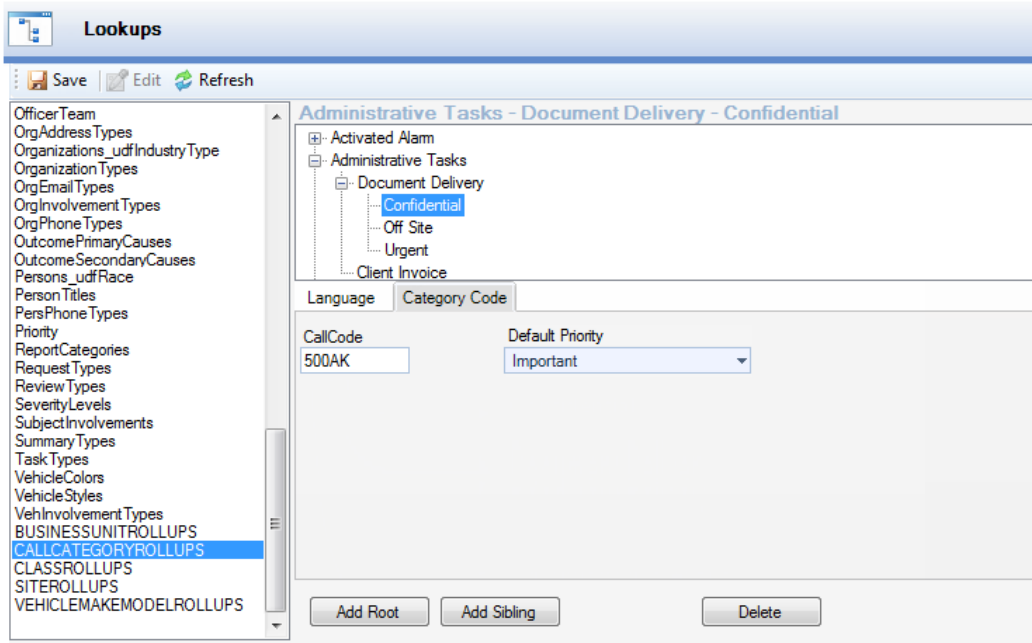 Lookups
Save Edit Refresh
OfficerTeam
OrgAddressTypes
Organizations_udfIndustryType
OrganizationTypes
OrgEmailTypes
OrgInvolvementTypes
OrgPhoneTypes
OutcomePrimaryCauses
OutcomeSecondaryCauses
Persons_udfRace
PersonTitles
PersPhoneTypes
Priority
ReportCategories
RequestTypes
ReviewTypes
SeverityLevels
SubjectInvolvements
SummaryTypes
TaskTypes
VehicleColors
VehicleStyles
VehInvolvementTypes
BUSINESSUNITROLLUPS
CALLCATEGORYROLLUPS
CLASSROLLUPS
SITEROLLUPS
VEHICLEMAKEMODELROLLUPS
Administrative Tasks - Document Delivery - Confidential
Activated Alarm
Administrative Tasks
Document Delivery
Confidential
Off Site
Urgent
Client Invoice
Language Category Code
CallCode Default Priority
500AK Important
Add Root Add Sibling Delete